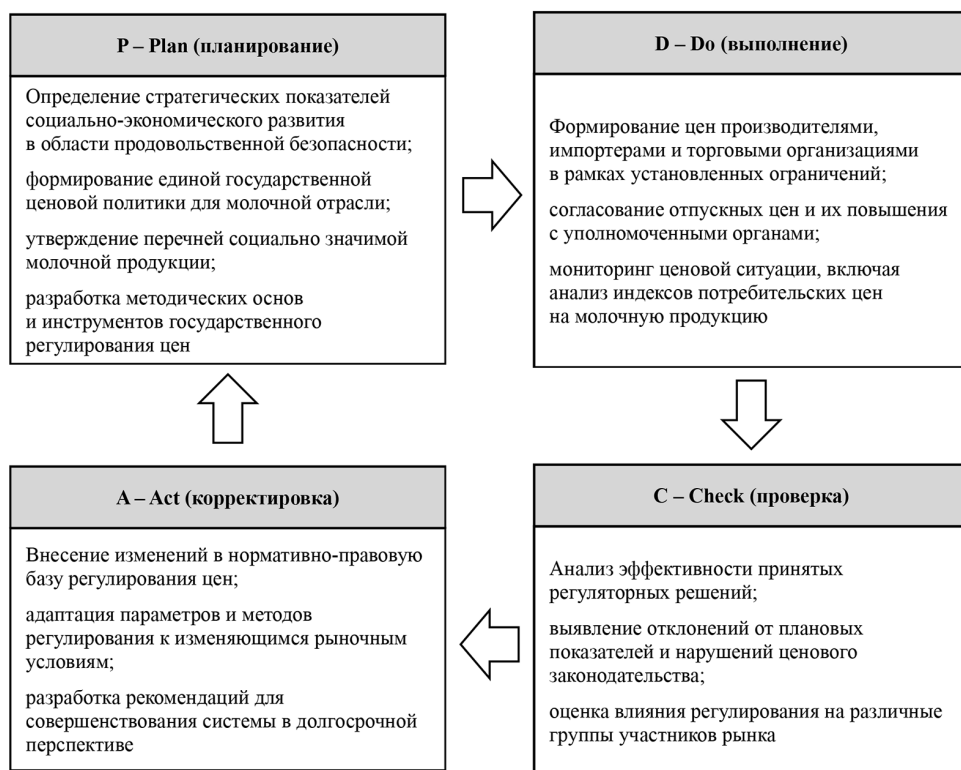 P – Plan (планирование)
Определение стратегических показателей
социально-экономического развития
в области продовольственной безопасности;
формирование единой государственной
ценовой политики для молочной отрасли;
утверждение перечней социально значимой
молочной продукции;
разработка методических основ
и инструментов государственного
регулирования цен
D – Do (выполнение)
Формирование цен производителями,
импортерами и торговыми организациями
в рамках установленных ограничений;
согласование отпускных цен и их повышения
с уполномоченными органами;
мониторинг ценовой ситуации, включая
анализ индексов потребительских цен
на молочную продукцию
C – Check (проверка)
Анализ эффективности принятых
регуляторных решений;
выявление отклонений от плановых
показателей и нарушений ценового
законодательства;
оценка влияния регулирования на различные
группы участников рынка
A – Act (корректировка)
Внесение изменений в нормативно-правовую
базу регулирования цен;
адаптация параметров и методов
регулирования к изменяющимся рыночным
условиям;
разработка рекомендаций для
совершенствования системы в долгосрочной
перспективе